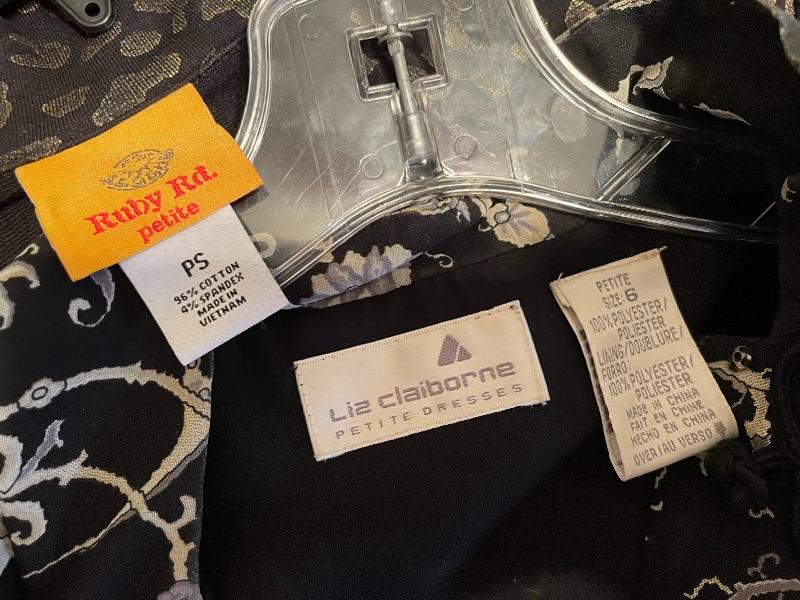 Ruby Rd.
petite
PS
96% COTTON
4% SPANDEX
MADE IN
VIETNAM
Liz claiborne
PETITE DRESSES
PETITE
SIZE: 6
100% POLYESTER/
POLIESTER
LINING/DOUBLURE/
FORRO:
100% POLYESTER/
POLIESTER
MADE IN CHINA
FAIT EN CHINE
HECHO EN CHINA
OVER/AU VERSO